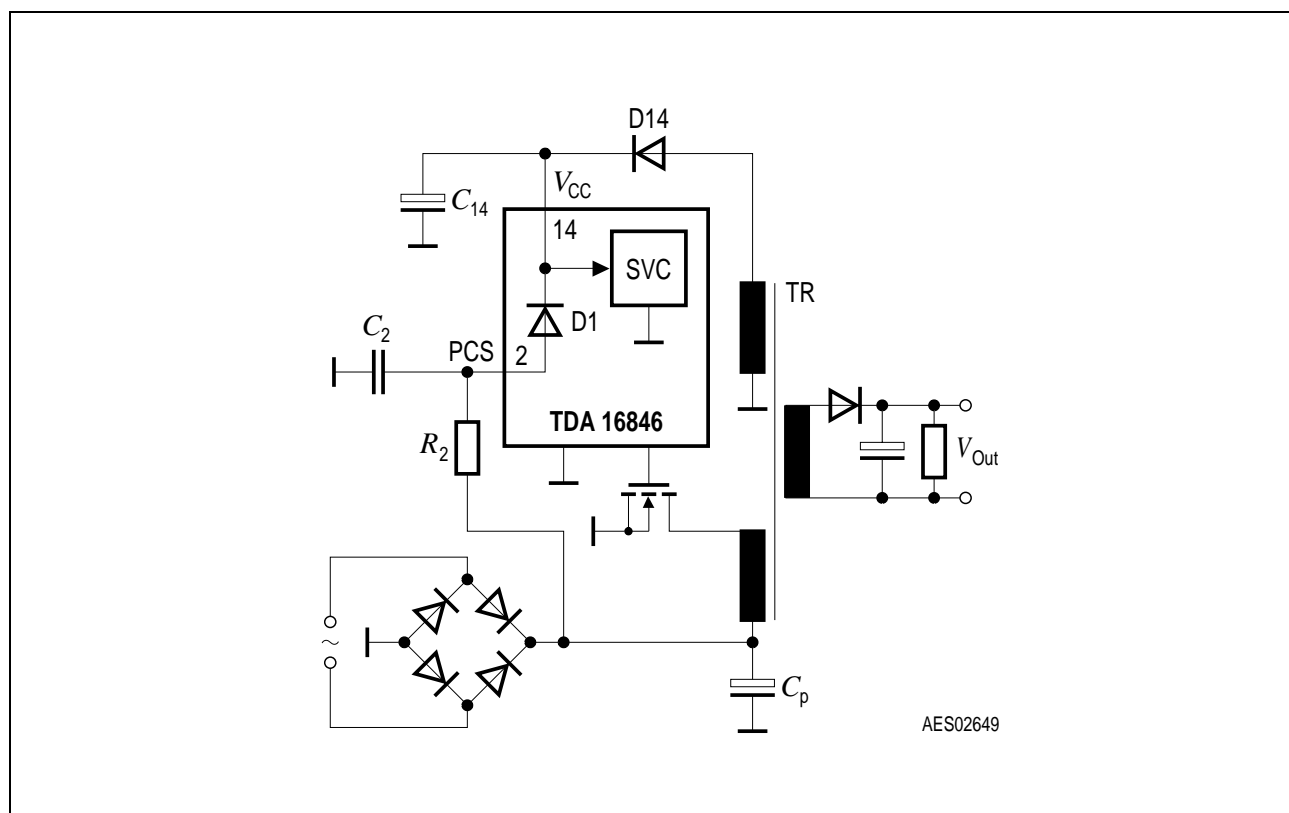 D14
V_CC
C_14
14
SVC
TR
D1
C_2
PCS
2
TDA 16846
R_2
V_Out
~
C_p
AES02649